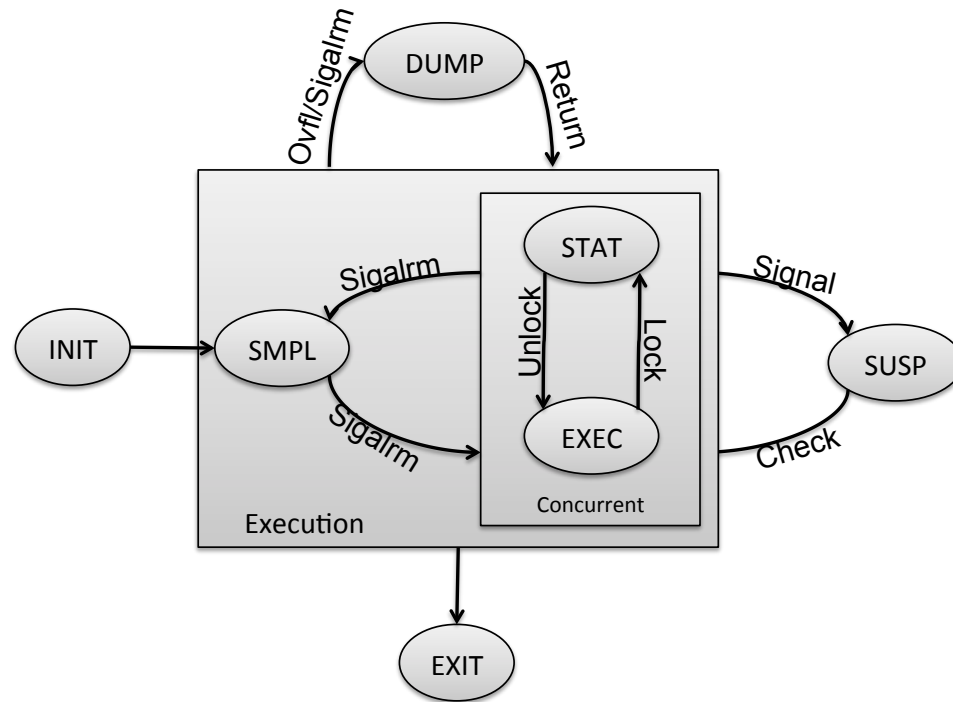 DUMP
Ovfl/Sigalrm
Return
STAT
Sigalrm
Signal
Unlock
Lock
INIT
SMPL
SUSP
Sigalrm
EXEC
Check
Concurrent
Execution
EXIT